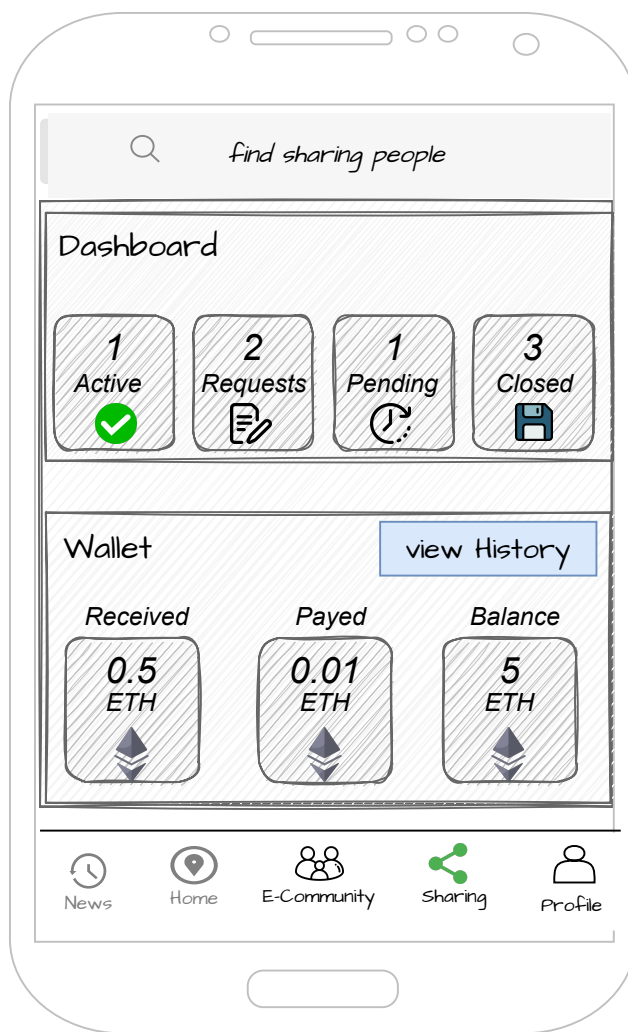 find sharing people
Dashboard
1 2 1 3
Active Requests Pending Closed
Wallet view History
Received Payed Balance
0.5 0.01 5
ETH ETH ETH
News Home E-Community Sharing Profile